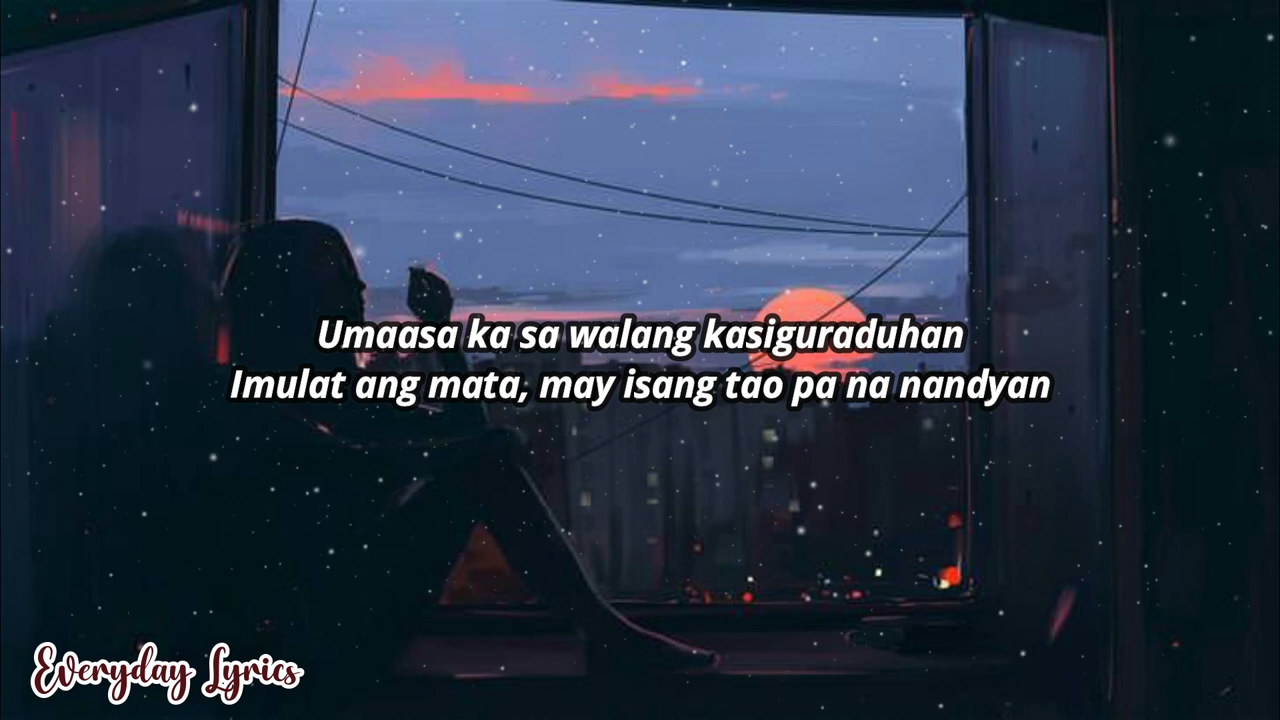 Umaasa ka sa walang kasiguraduhan
Imulat ang mata, may isang tao pa na nandyan
Everyday Lyrics